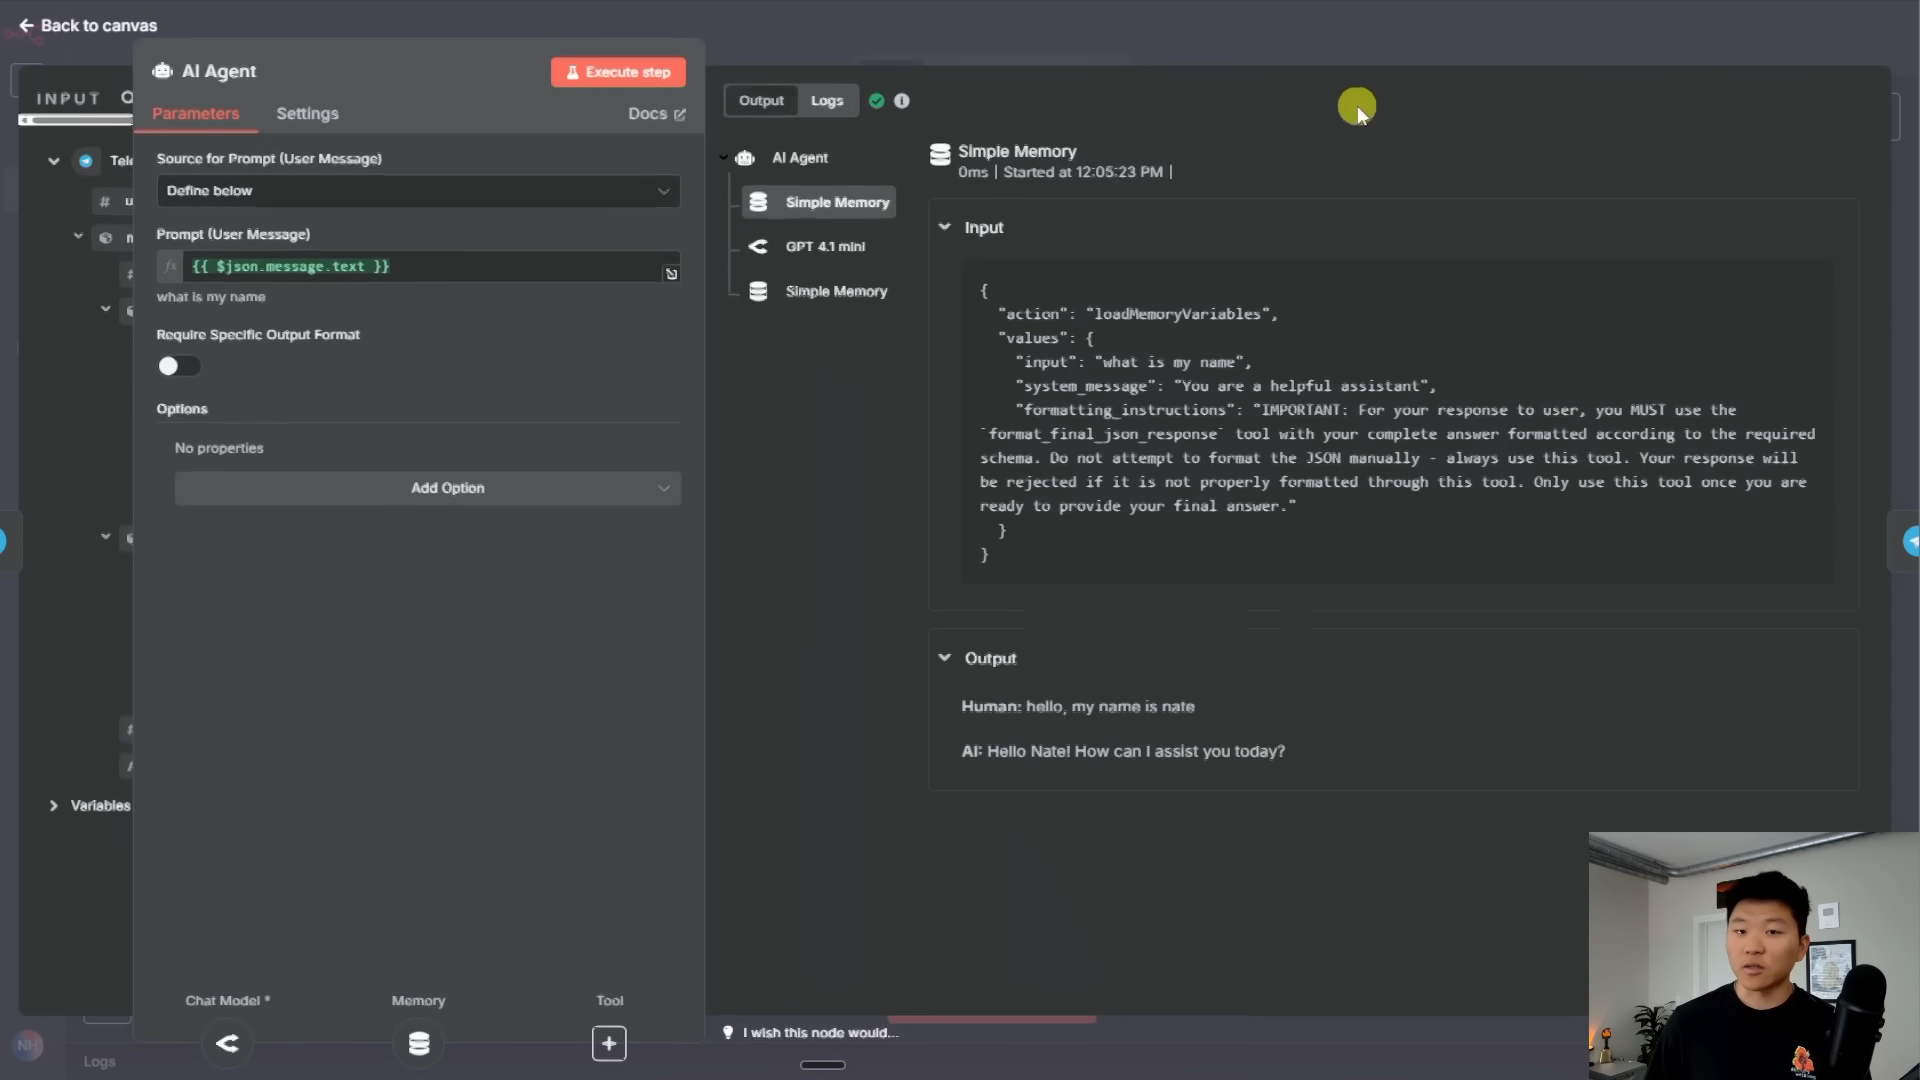 Back to canvas
INPUT
AI Agent
Execute step
Parameters
Settings
Docs
Source for Prompt (User Message)
Define below
Prompt (User Message)
fx {{ $json.message.text }}
what is my name
Require Specific Output Format
Options
No properties
Add Option
Chat Model *
Memory
Tool
Tele
#
Variables
NH
Logs
Output
Logs
AI Agent
Simple Memory
GPT 4.1 mini
Simple Memory
Simple Memory
0ms | Started at 12:05:23 PM |
Input
{
"action": "loadMemoryVariables",
"values": {
"input": "what is my name",
"system_message": "You are a helpful assistant",
"formatting_instructions": "IMPORTANT: For your response to user, you MUST use the
`format_final_json_response` tool with your complete answer formatted according to the required
schema. Do not attempt to format the JSON manually - always use this tool. Your response will
be rejected if it is not properly formatted through this tool. Only use this tool once you are
ready to provide your final answer."
}
}
Output
Human: hello, my name is nate
AI: Hello Nate! How can I assist you today?
I wish this node would...